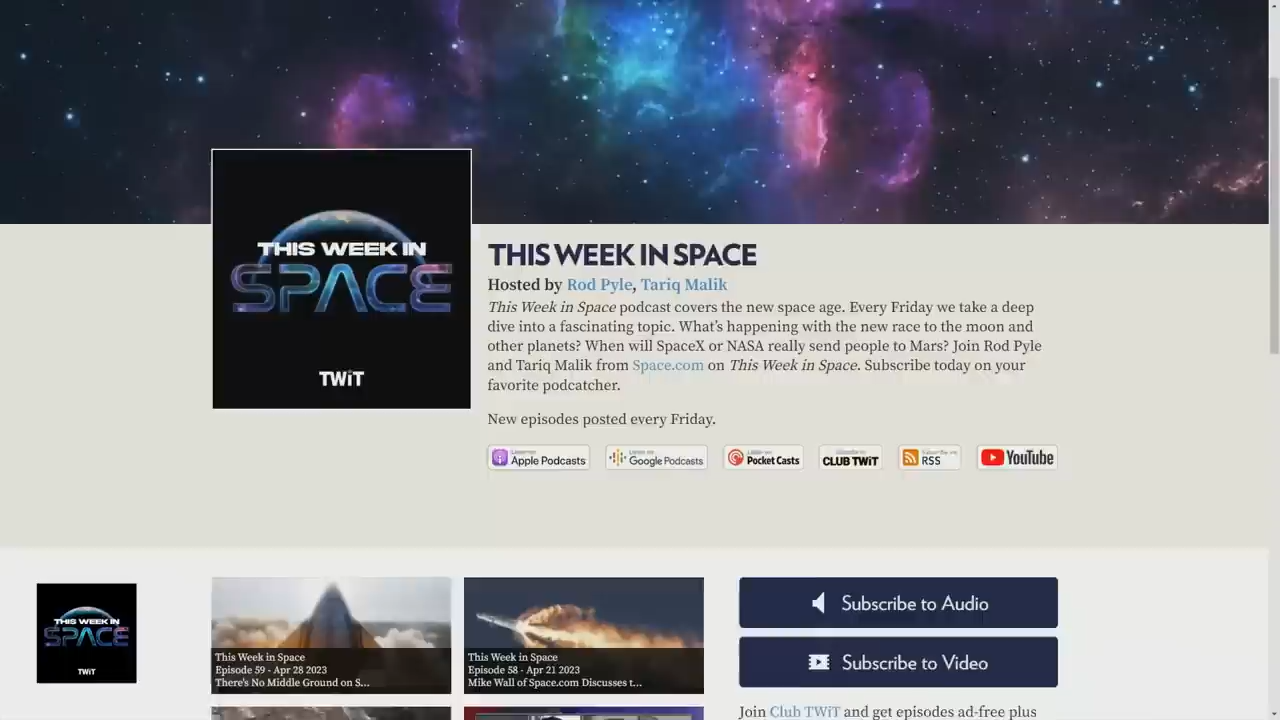 THIS WEEK IN
SPACE
TWiT
THIS WEEK IN SPACE
Hosted by Rod Pyle, Tariq Malik
This Week in Space podcast covers the new space age. Every Friday we take a deep
dive into a fascinating topic. What's happening with the new race to the moon and
other planets? When will SpaceX or NASA really send people to Mars? Join Rod Pyle
and Tariq Malik from Space.com on This Week in Space. Subscribe today on your
favorite podcatcher.
New episodes posted every Friday.
Apple Podcasts
Google Podcasts
Pocket Casts
CLUB TWiT
RSS
YouTube
THIS WEEK IN
SPACE
TWiT
This Week in Space
Episode 59 - Apr 28 2023
There's No Middle Ground on S...
This Week in Space
Episode 58 - Apr 21 2023
Mike Wall of Space.com Discusses t...
Subscribe to Audio
Subscribe to Video
Join Club TWiT and get episodes ad-free plus